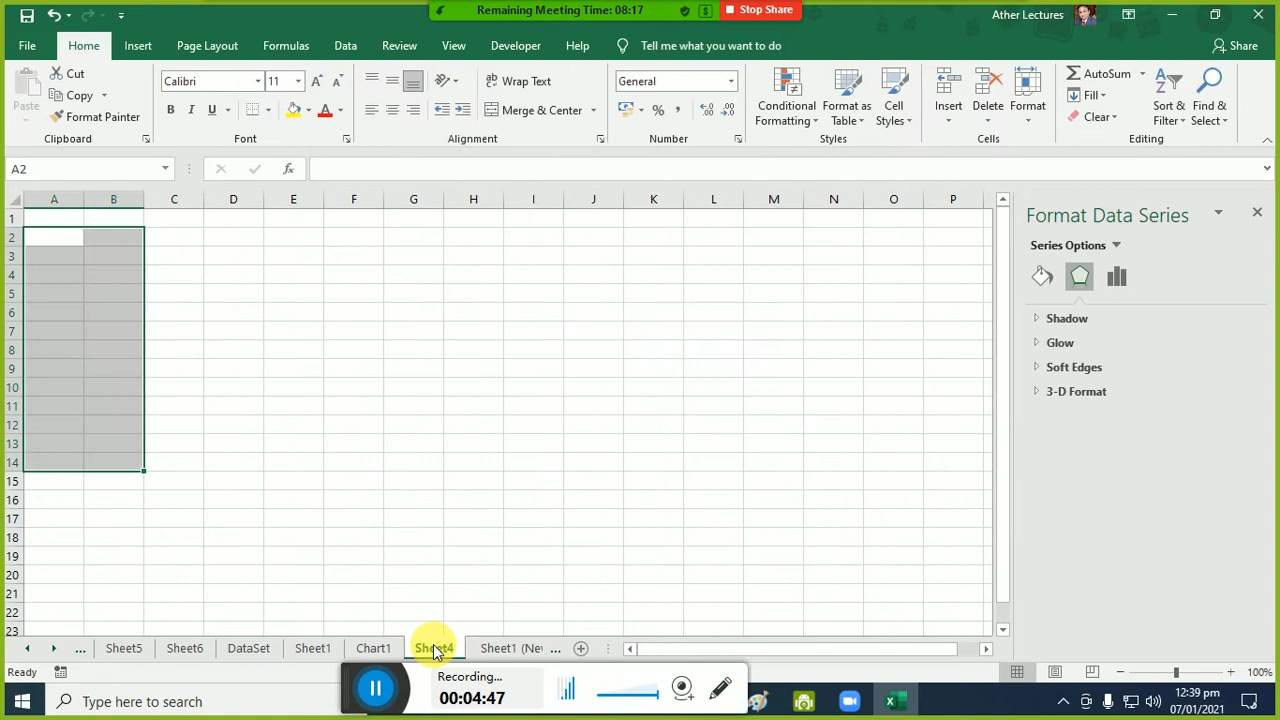 Remaining Meeting Time: 08:17
Stop Share
Ather Lectures
File Home Insert Page Layout Formulas Data Review View Developer Help Tell me what you want to do Share
Paste
Cut
Copy
Format Painter
Clipboard
Calibri 11
B I U
A
Font
Wrap Text
Merge & Center
Alignment
General
%
Number
Conditional Formatting
Format as Table
Cell Styles
Styles
Insert
Delete
Format
Cells
AutoSum
Fill
Clear
Sort & Filter
Find & Select
Editing
A2
fx
A B C D E F G H I J K L M N O P
1
2
3
4
5
6
7
8
9
10
11
12
13
14
15
16
17
18
19
20
21
22
23
Format Data Series
Series Options
Shadow
Glow
Soft Edges
3-D Format
... Sheet5 Sheet6 DataSet Sheet1 Chart1 Sheet4 Sheet1 (Ne ...
Ready
100%
Recording...
00:04:47
Type here to search
12:39 pm
07/01/2021